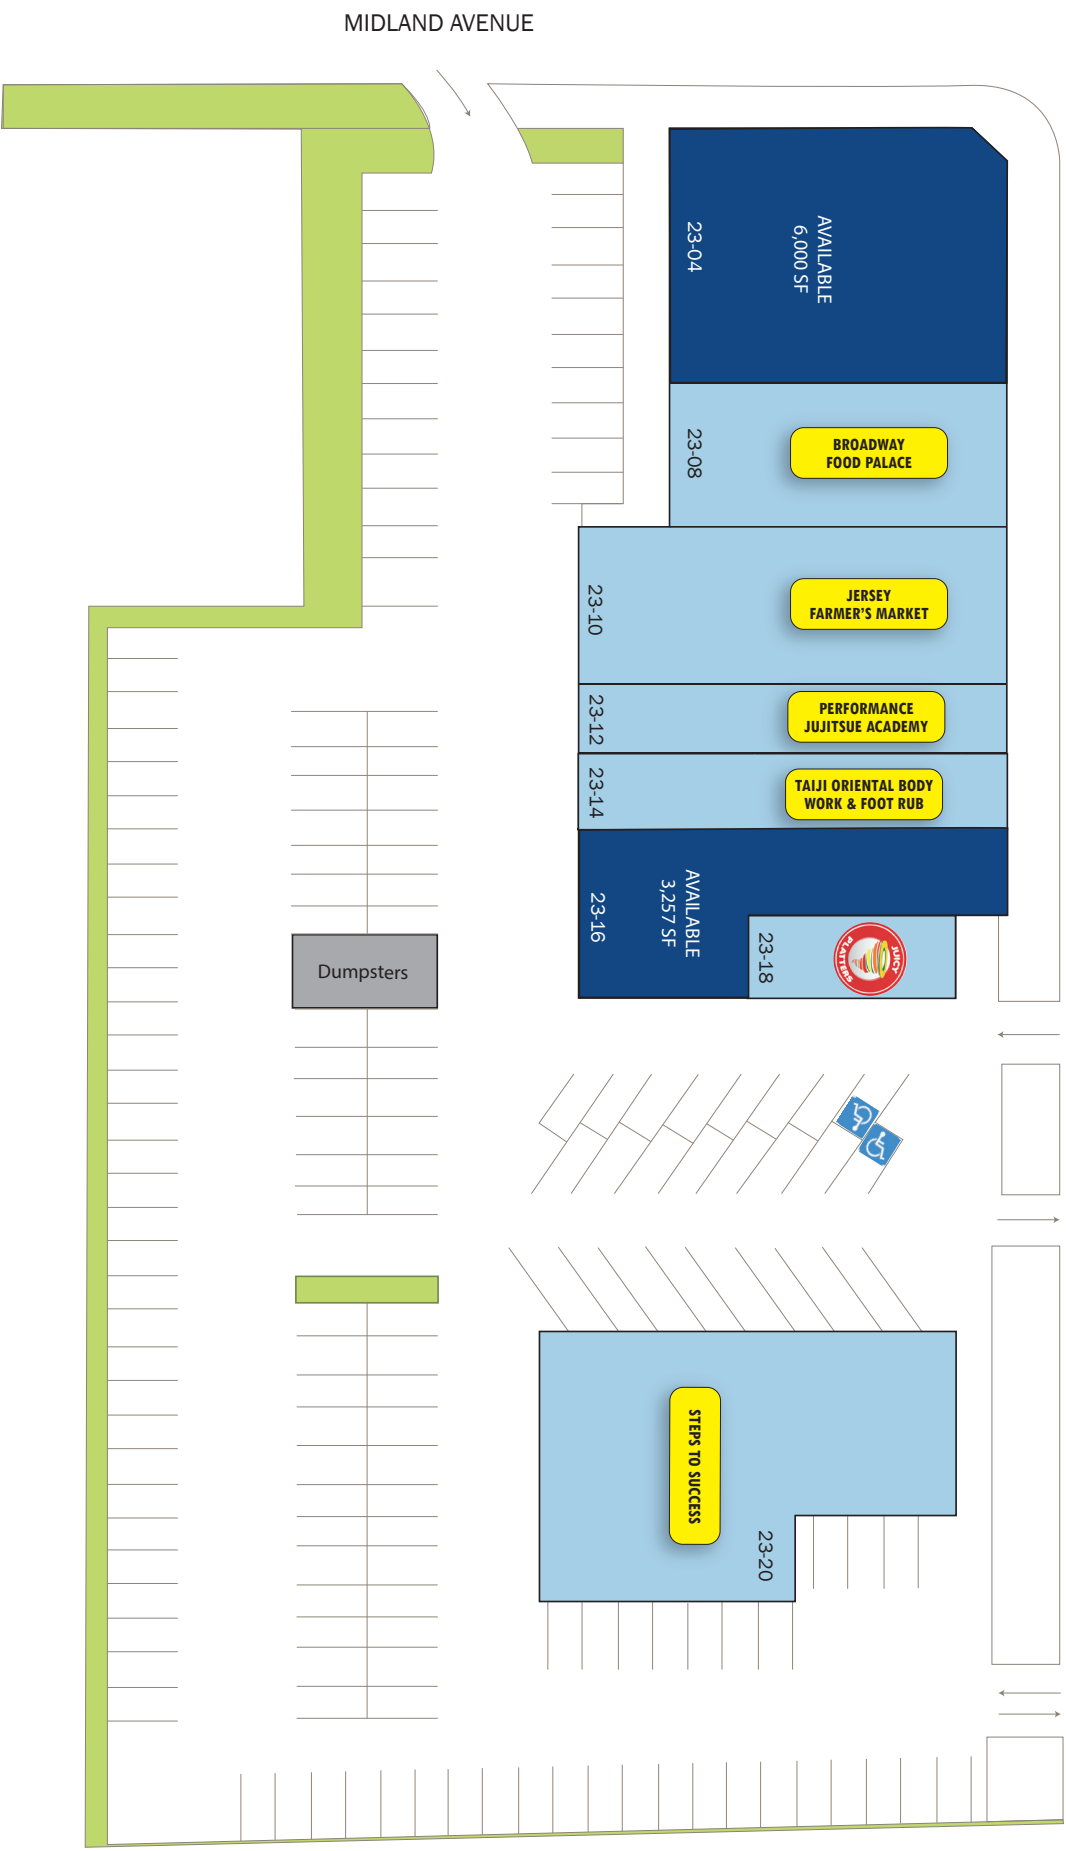 MIDLAND AVENUE
AVAILABLE
6,000 SF
23-04
BROADWAY
FOOD PALACE
23-08
JERSEY
FARMER'S MARKET
23-10
PERFORMANCE
JUJITSUE ACADEMY
23-12
TAIJI ORIENTAL BODY
WORK & FOOT RUB
23-14
AVAILABLE
3,257 SF
23-16
JUICY
PLATTERS
23-18
Dumpsters
STEPS TO SUCCESS
23-20